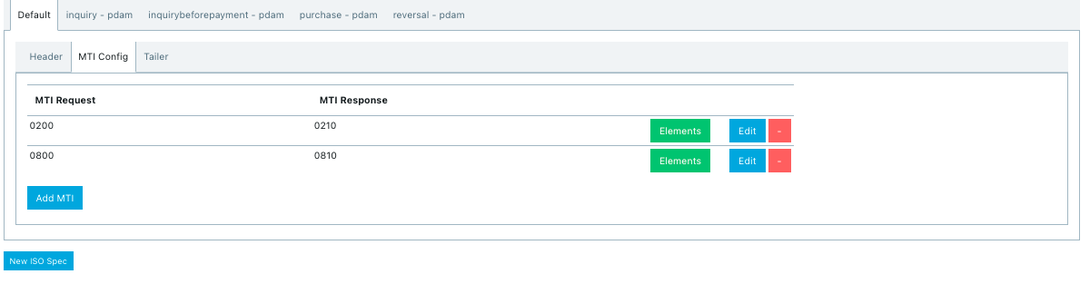 Default inquiry - pdam inquirybeforepayment - pdam purchase - pdam reversal - pdam
Header MTI Config Tailer
MTI Request MTI Response
0200 0210 Elements Edit -
0800 0810 Elements Edit -
Add MTI
New ISO Spec